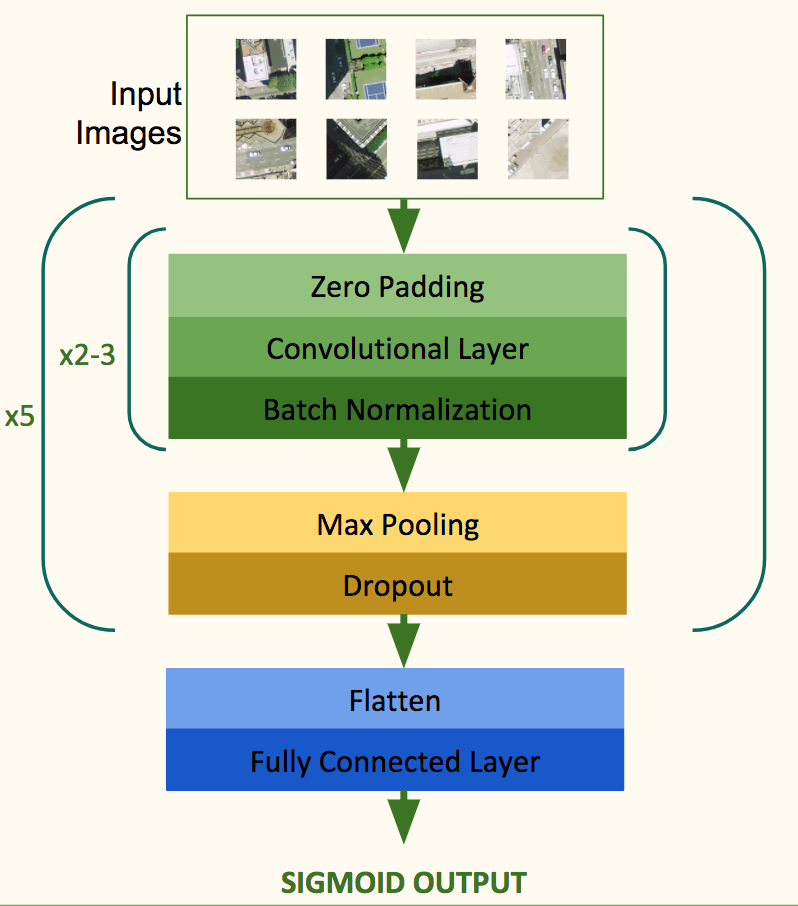 Input
Images
Zero Padding
x2-3
Convolutional Layer
x5
Batch Normalization
Max Pooling
Dropout
Flatten
Fully Connected Layer
SIGMOID OUTPUT